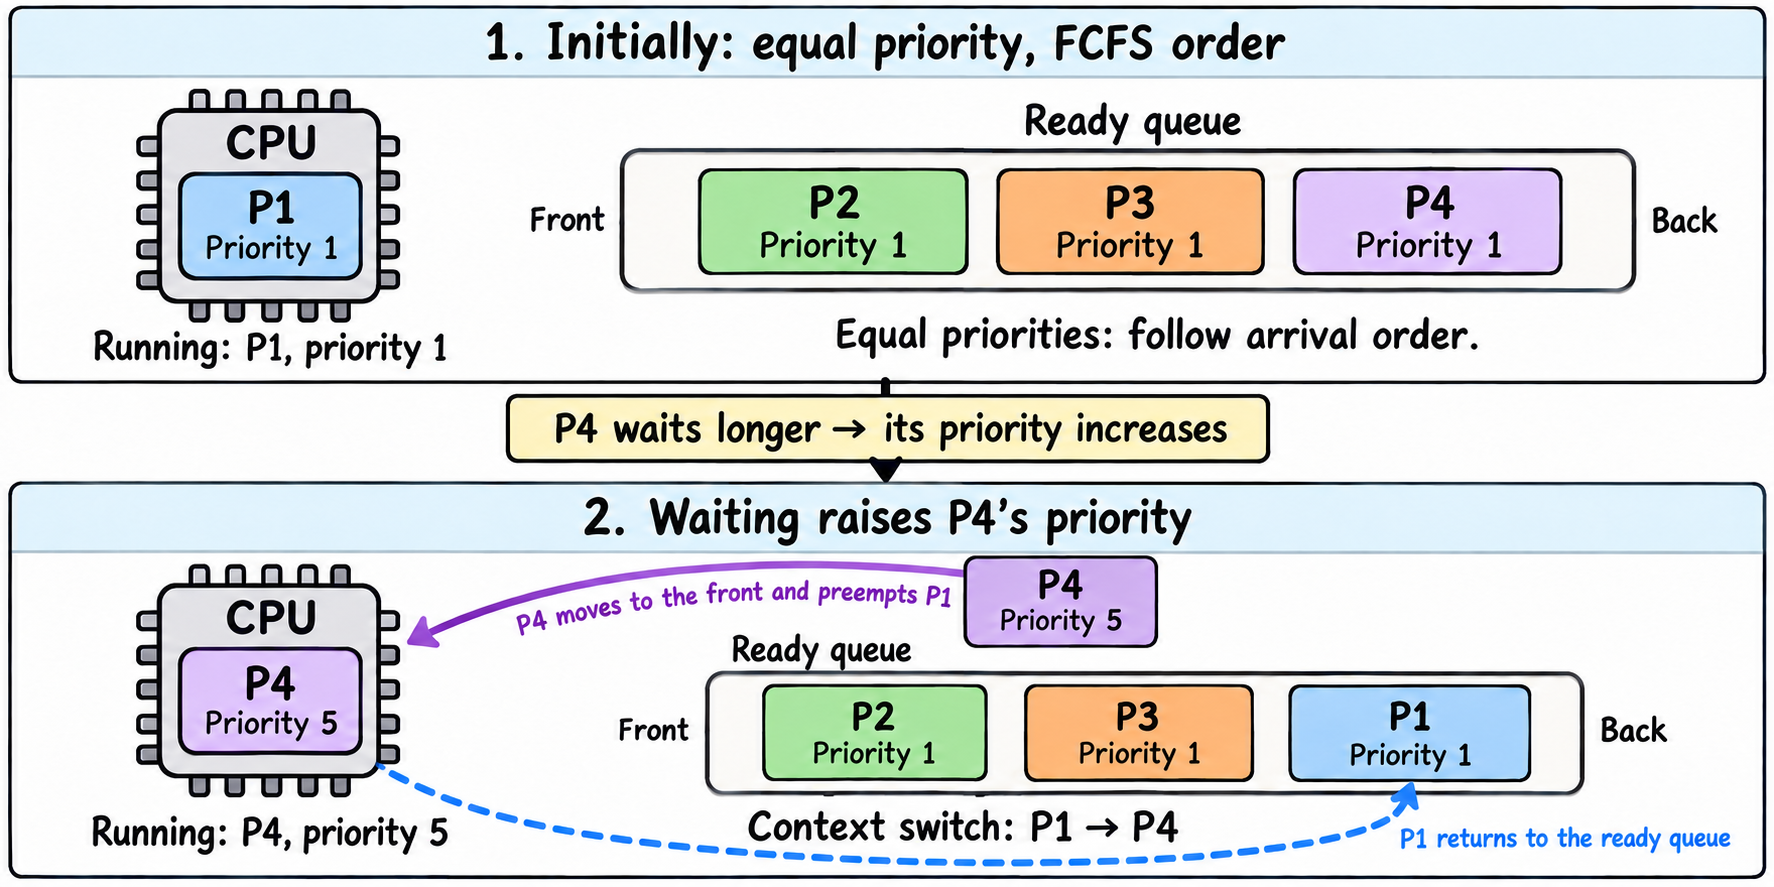 1. Initially: equal priority, FCFS order
CPU
P1
Priority 1
Running: P1, priority 1
Ready queue
Front
P2
Priority 1
P3
Priority 1
P4
Priority 1
Back
Equal priorities: follow arrival order.
P4 waits longer → its priority increases
2. Waiting raises P4's priority
CPU
P4
Priority 5
Running: P4, priority 5
P4 moves to the front and preempts P1
P4
Priority 5
Ready queue
Front
P2
Priority 1
P3
Priority 1
P1
Priority 1
Back
Context switch: P1 → P4
P1 returns to the ready queue